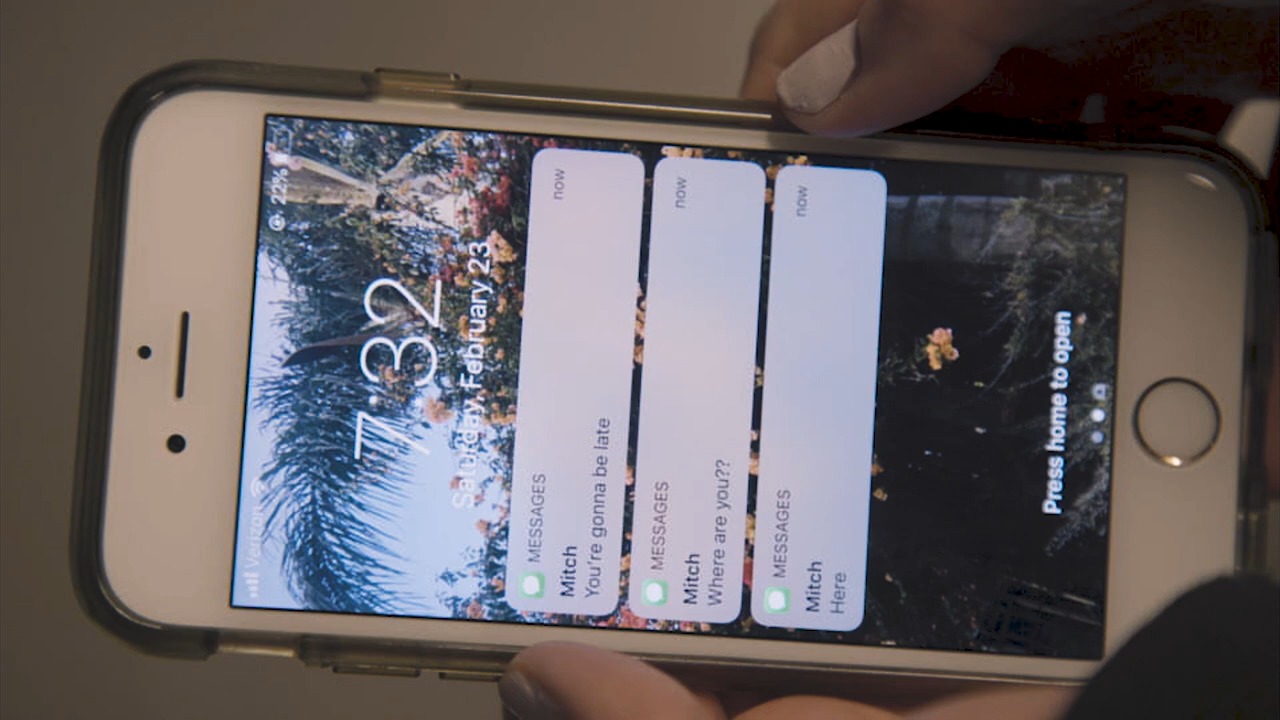 Verizon 22%
7:32
Saturday, February 23
MESSAGES now
Mitch
You're gonna be late
MESSAGES now
Mitch
Where are you??
MESSAGES now
Mitch
Here
Press home to open